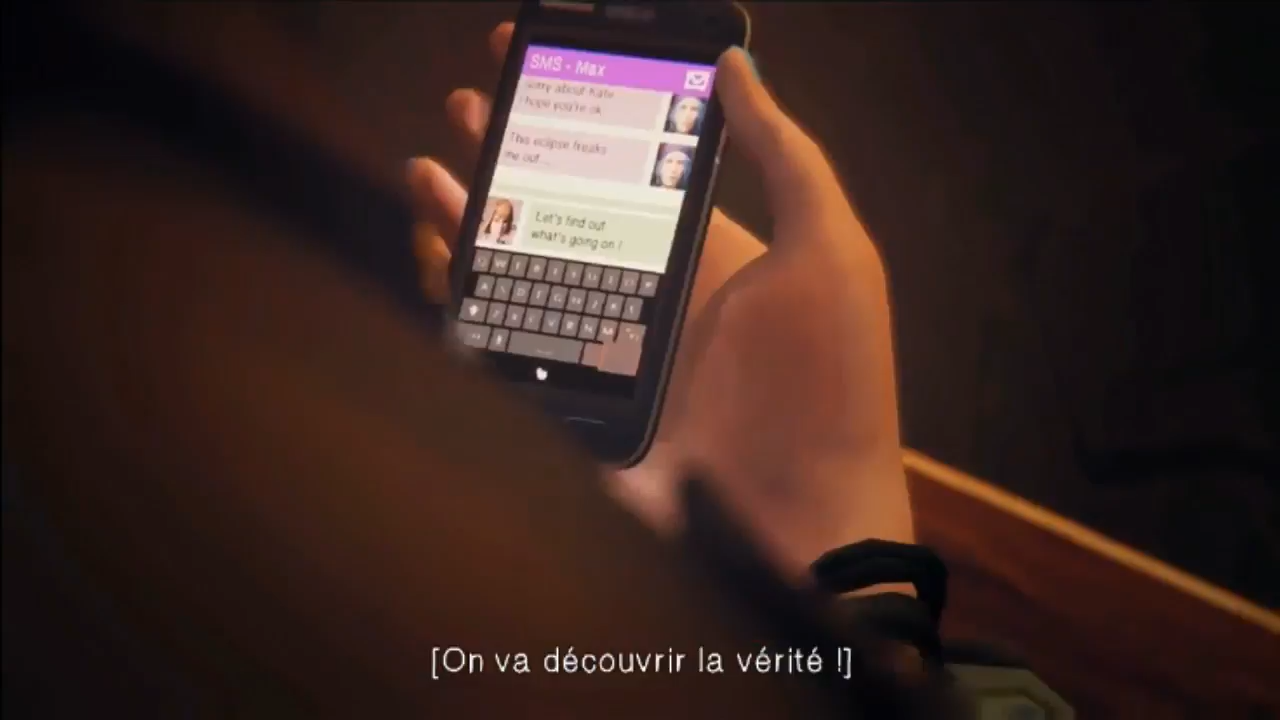 SMS - Max
sorry about Kate
I hope you're ok
This eclipse freaks
me out...
Let's find out
what's going on !
[On va découvrir la vérité !]